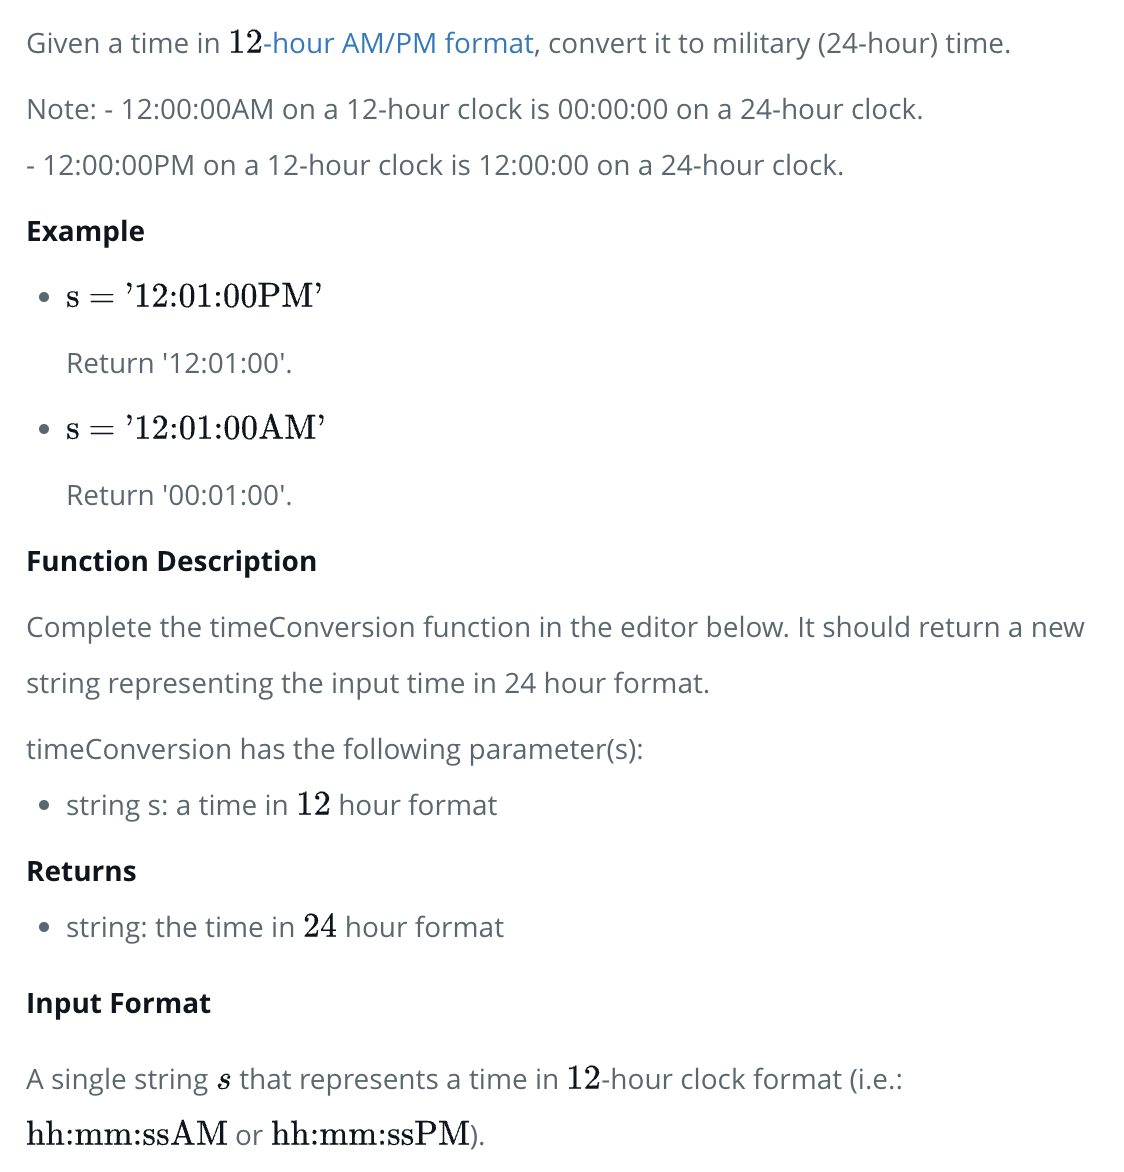 Given a time in 12-hour AM/PM format, convert it to military (24-hour) time.
Note: - 12:00:00AM on a 12-hour clock is 00:00:00 on a 24-hour clock.
- 12:00:00PM on a 12-hour clock is 12:00:00 on a 24-hour clock.
Example
• s = ’12:01:00PM’
Return '12:01:00'.
• s = ’12:01:00AM’
Return '00:01:00'.
Function Description
Complete the timeConversion function in the editor below. It should return a new
string representing the input time in 24 hour format.
timeConversion has the following parameter(s):
• string s: a time in 12 hour format
Returns
• string: the time in 24 hour format
Input Format
A single string s that represents a time in 12-hour clock format (i.e.:
hh:mm:ssAM or hh:mm:ssPM).